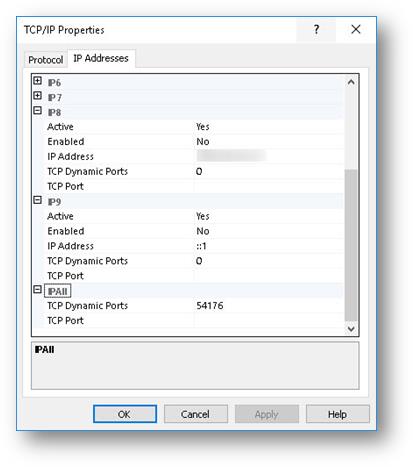 TCP/IP Properties ? ✕
Protocol IP Addresses
IP6
IP7
IP8
Active Yes
Enabled No
IP Address
TCP Dynamic Ports 0
TCP Port
IP9
Active Yes
Enabled No
IP Address ::1
TCP Dynamic Ports 0
TCP Port
IPAll
TCP Dynamic Ports 54176
TCP Port
IPAll
OK Cancel Apply Help